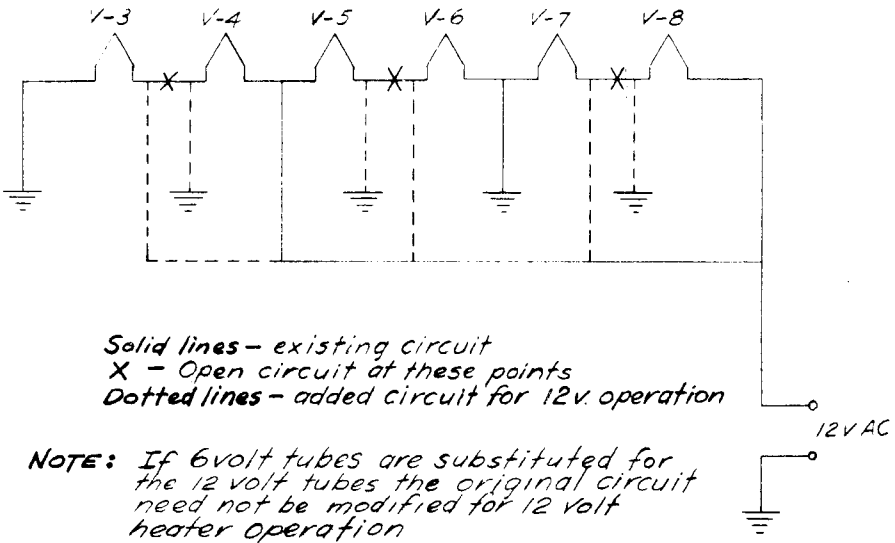 V-3 V-4 V-5 V-6 V-7 V-8
Solid lines - existing circuit
X - Open circuit at these points
Dotted lines - added circuit for 12v. operation
12V AC
NOTE: If 6volt tubes are substituted for
the 12 volt tubes the original circuit
need not be modified for 12 volt
heater operation